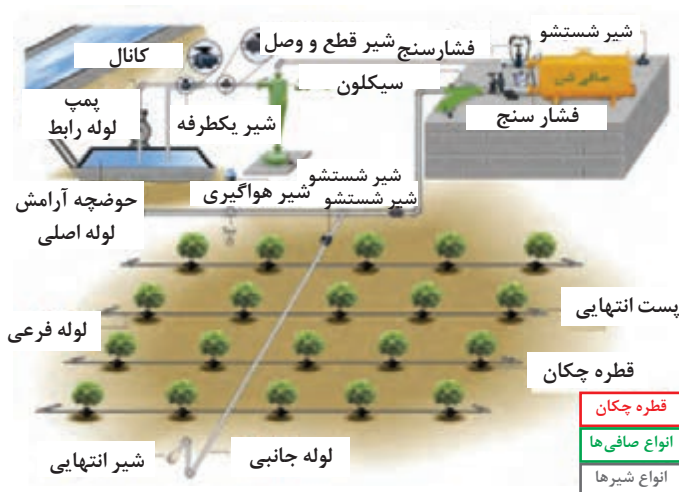 شیر شستشو
فشارسنج
شیر قطع و وصل
کانال
سیکلون
صافی شن
پمپ
لوله رابط
شیر یکطرفه
فشار سنج
شیر شستشو
شیر هواگیری
شیر شستشو
حوضچه آرامش
لوله اصلی
پست انتهایی
لوله فرعی
قطره چکان
قطره چکان
انواع صافی‌ها
انواع شیرها
لوله جانبی
شیر انتهایی